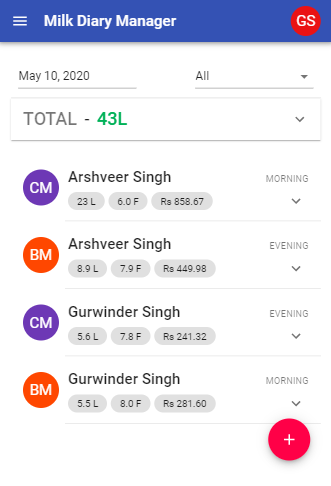 Milk Diary Manager
GS
May 10, 2020
All
TOTAL - 43L
CM
Arshveer Singh
MORNING
23 L
6.0 F
Rs 858.67
BM
Arshveer Singh
EVENING
8.9 L
7.9 F
Rs 449.98
CM
Gurwinder Singh
EVENING
5.6 L
7.8 F
Rs 241.32
BM
Gurwinder Singh
MORNING
5.5 L
8.0 F
Rs 281.60
+